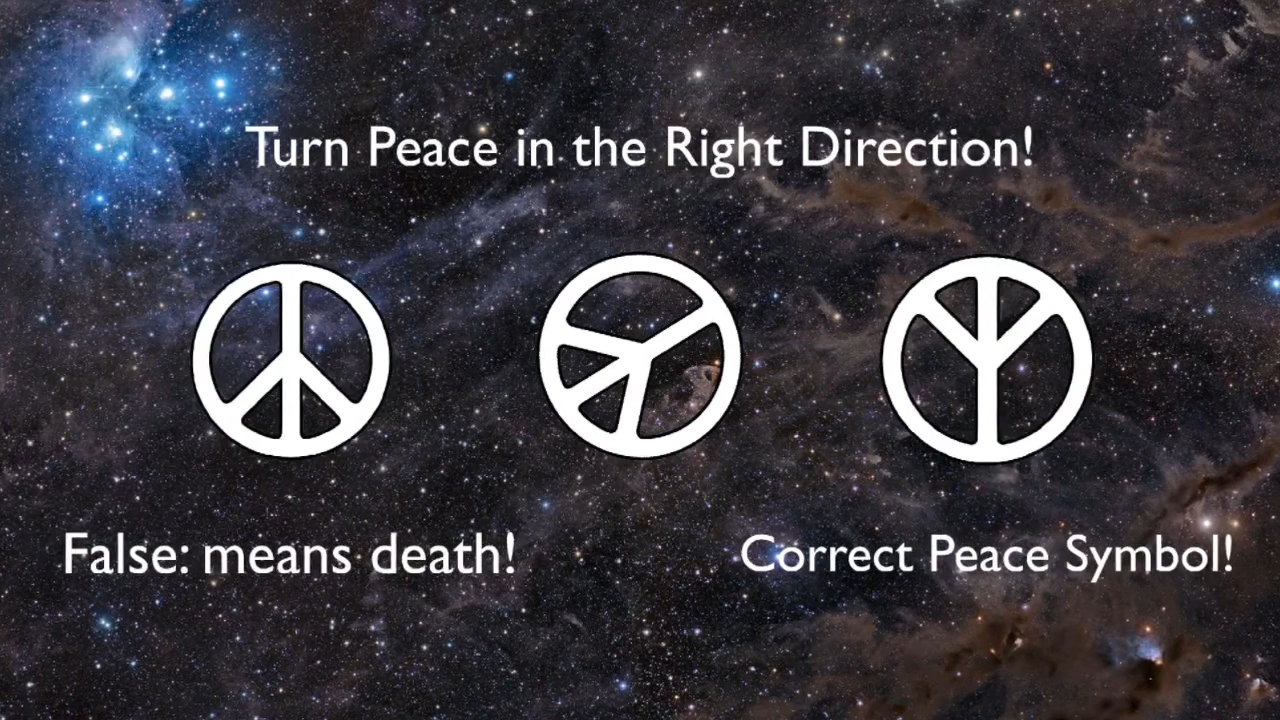 Turn Peace in the Right Direction!
False: means death!
Correct Peace Symbol!